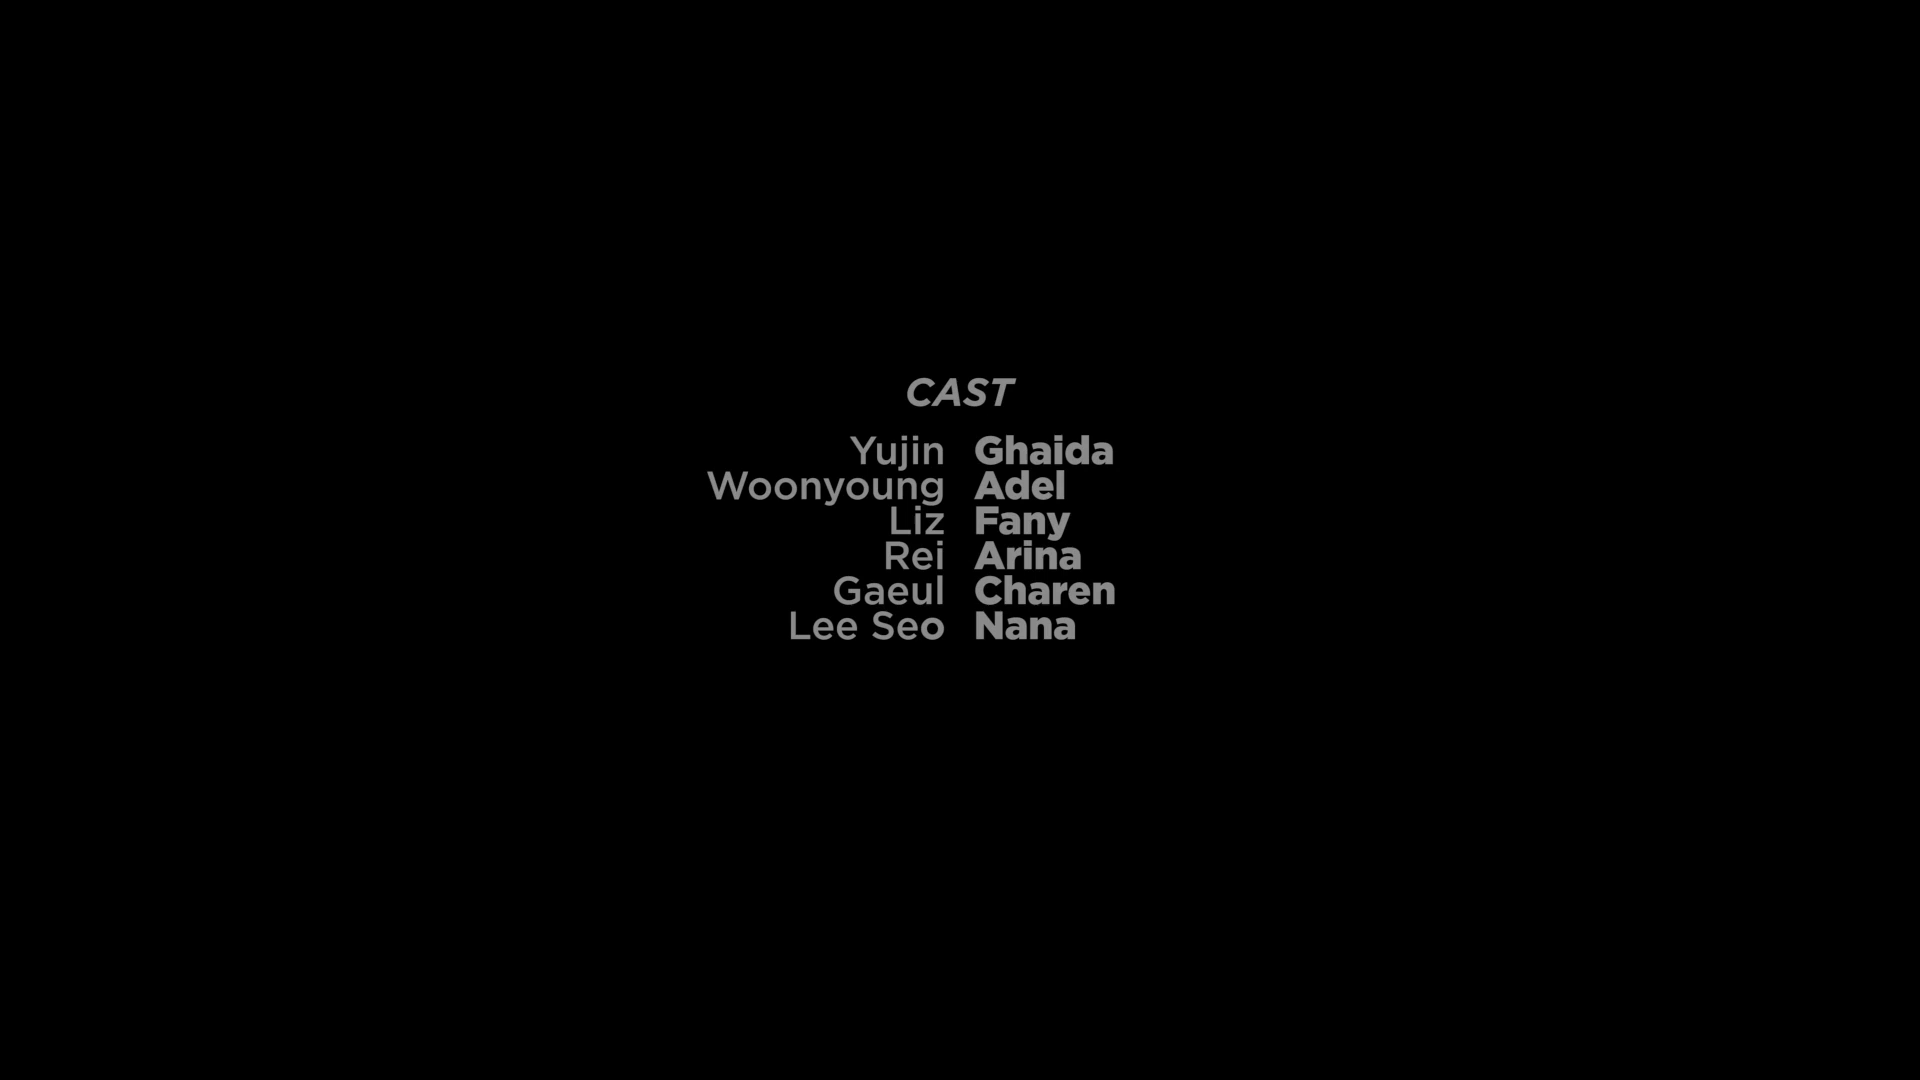 CAST
Yujin Ghaida
Woonyoung Adel
Liz Fany
Rei Arina
Gaeul Charen
Lee Seo Nana